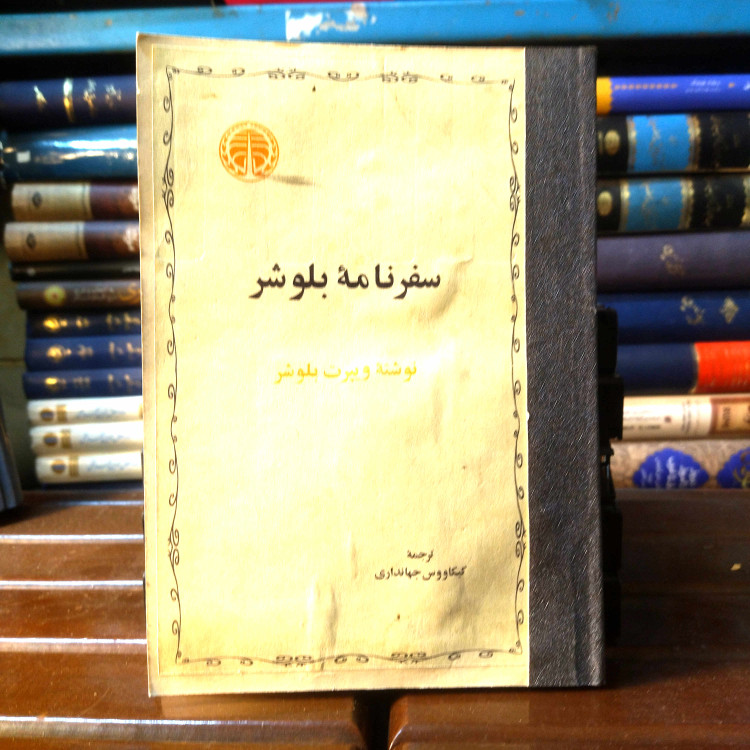 سفرنامهٔ بلوشر
نوشتهٔ ویپرت بلوشر
ترجمهٔ
کیکاووس جهانداری